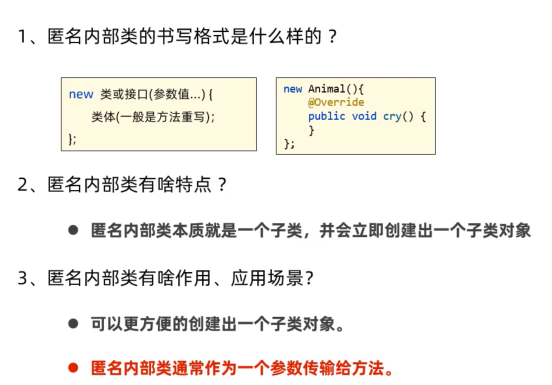 1、匿名内部类的书写格式是什么样的？
new 类或接口(参数值...) {
类体(一般是方法重写);
};
new Animal(){
@Override
public void cry() {
}
};
2、匿名内部类有啥特点？
● 匿名内部类本质就是一个子类，并会立即创建出一个子类对象
3、匿名内部类有啥作用、应用场景?
● 可以更方便的创建出一个子类对象。
● 匿名内部类通常作为一个参数传输给方法。